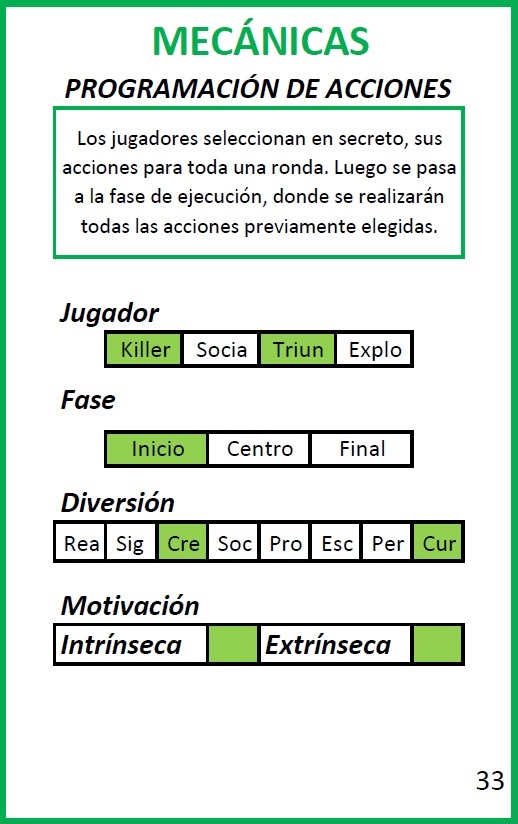 MECÁNICAS
PROGRAMACIÓN DE ACCIONES
Los jugadores seleccionan en secreto, sus
acciones para toda una ronda. Luego se pasa
a la fase de ejecución, donde se realizarán
todas las acciones previamente elegidas.
Jugador
Killer Socia Triun Explo
Fase
Inicio Centro Final
Diversión
Rea Sig Cre Soc Pro Esc Per Cur
Motivación
Intrínseca Extrínseca
33